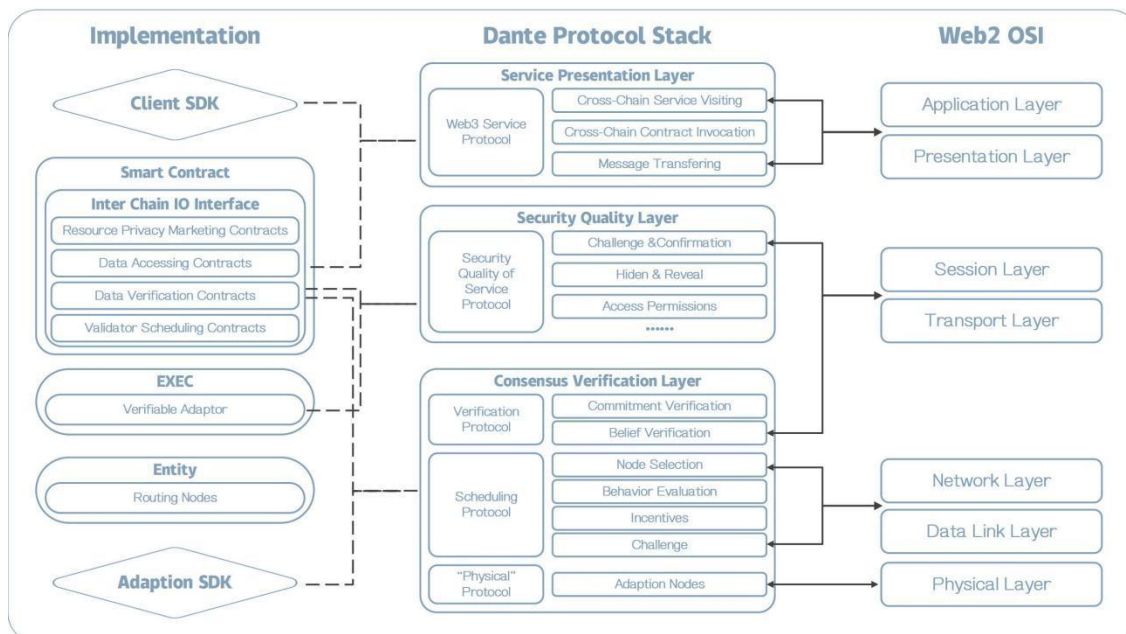 Implementation
Client SDK
Smart Contract
Inter Chain IO Interface
Resource Privacy Marketing Contracts
Data Accessing Contracts
Data Verification Contracts
Validator Scheduling Contracts
EXEC
Verifiable Adaptor
Entity
Routing Nodes
Adaption SDK
Dante Protocol Stack
Service Presentation Layer
Web3 Service
Protocol
Cross-Chain Service Visiting
Cross-Chain Contract Invocation
Message Transfering
Security Quality Layer
Security
Quality of
Service
Protocol
Challenge &Confirmation
Hiden & Reveal
Access Permissions
······
Consensus Verification Layer
Verification
Protocol
Commitment Verification
Belief Verification
Scheduling
Protocol
Node Selection
Behavior Evaluation
Incentives
Challenge
“Physical”
Protocol
Adaption Nodes
Web2 OSI
Application Layer
Presentation Layer
Session Layer
Transport Layer
Network Layer
Data Link Layer
Physical Layer